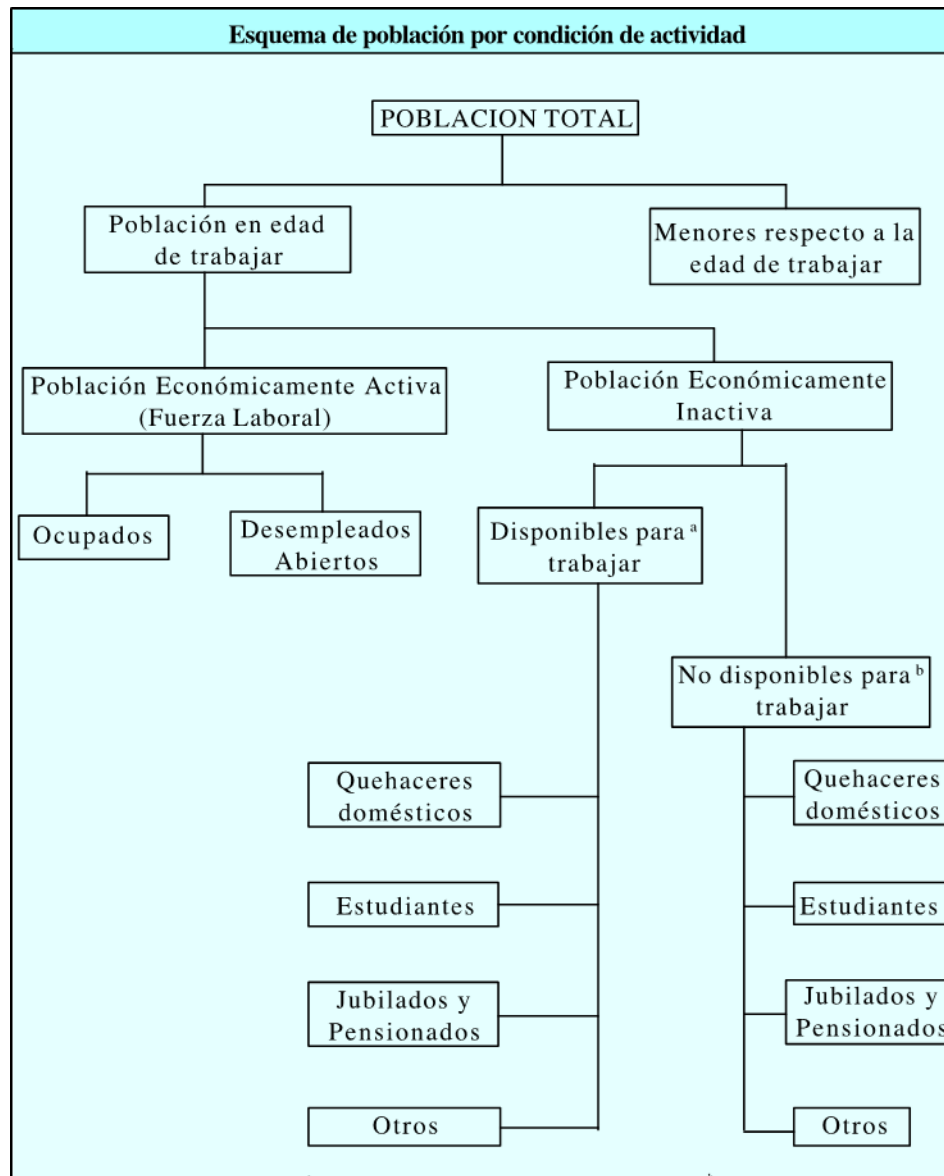 Esquema de población por condición de actividad
POBLACION TOTAL
Población en edad
de trabajar
Menores respecto a la
edad de trabajar
Población Económicamente Activa
(Fuerza Laboral)
Población Económicamente
Inactiva
Ocupados
Desempleados
Abiertos
Disponibles para a
trabajar
No disponibles para b
trabajar
Quehaceres
domésticos
Estudiantes
Jubilados y
Pensionados
Otros
Quehaceres
domésticos
Estudiantes
Jubilados y
Pensionados
Otros